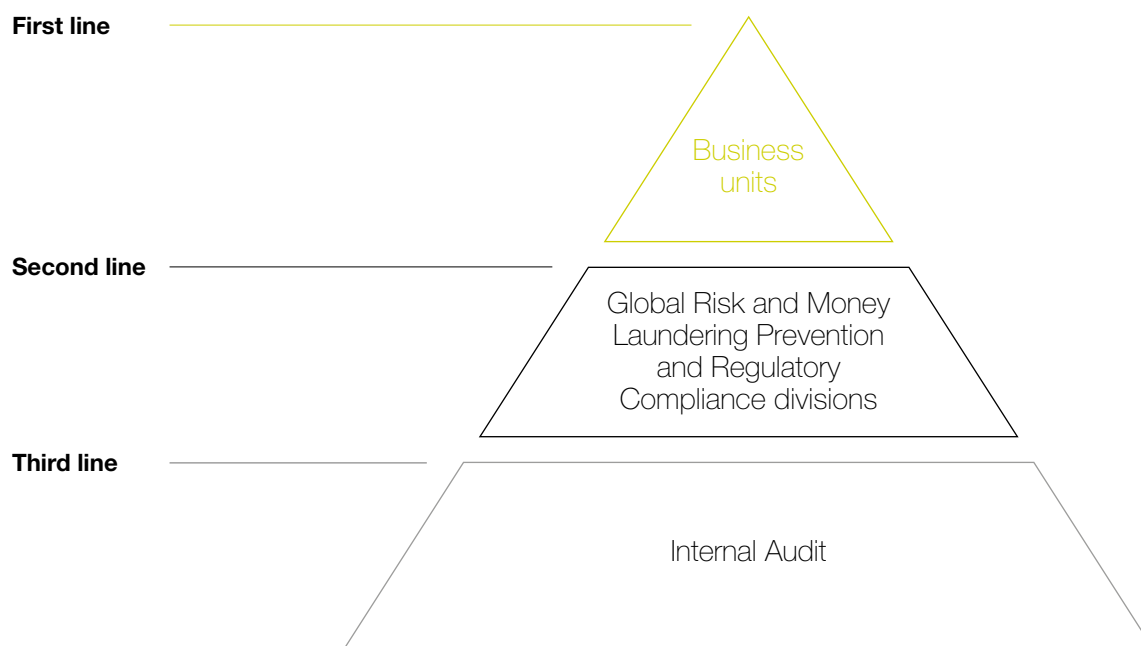 First line
Business
units
Second line
Global Risk and Money
Laundering Prevention
and Regulatory
Compliance divisions
Third line
Internal Audit